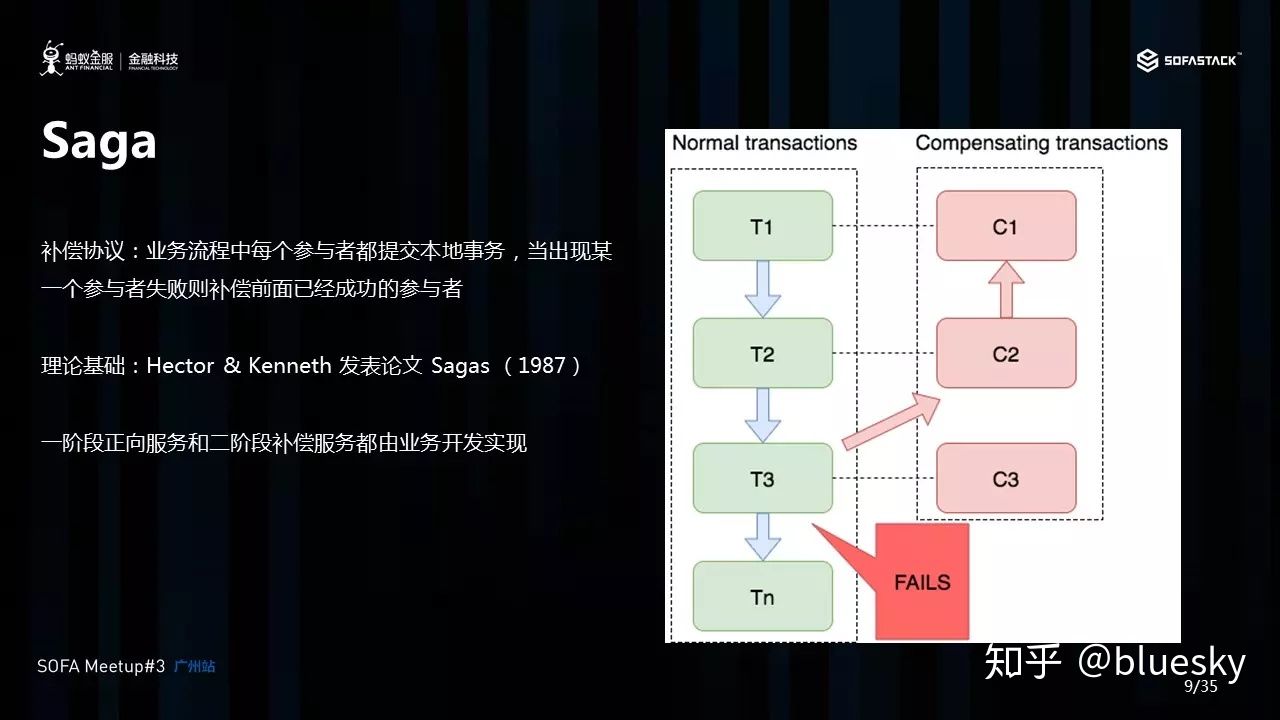 蚂蚁金服 金融科技
ANT FINANCIAL FINANCIAL TECHNOLOGY
SOFASTACK™
Saga
补偿协议：业务流程中每个参与者都提交本地事务，当出现某
一个参与者失败则补偿前面已经成功的参与者
理论基础：Hector & Kenneth 发表论文 Sagas （1987）
一阶段正向服务和二阶段补偿服务都由业务开发实现
Normal transactions
Compensating transactions
T1
C1
T2
C2
T3
C3
Tn
FAILS
SOFA Meetup#3 广州站
知乎 @bluesky
9/35